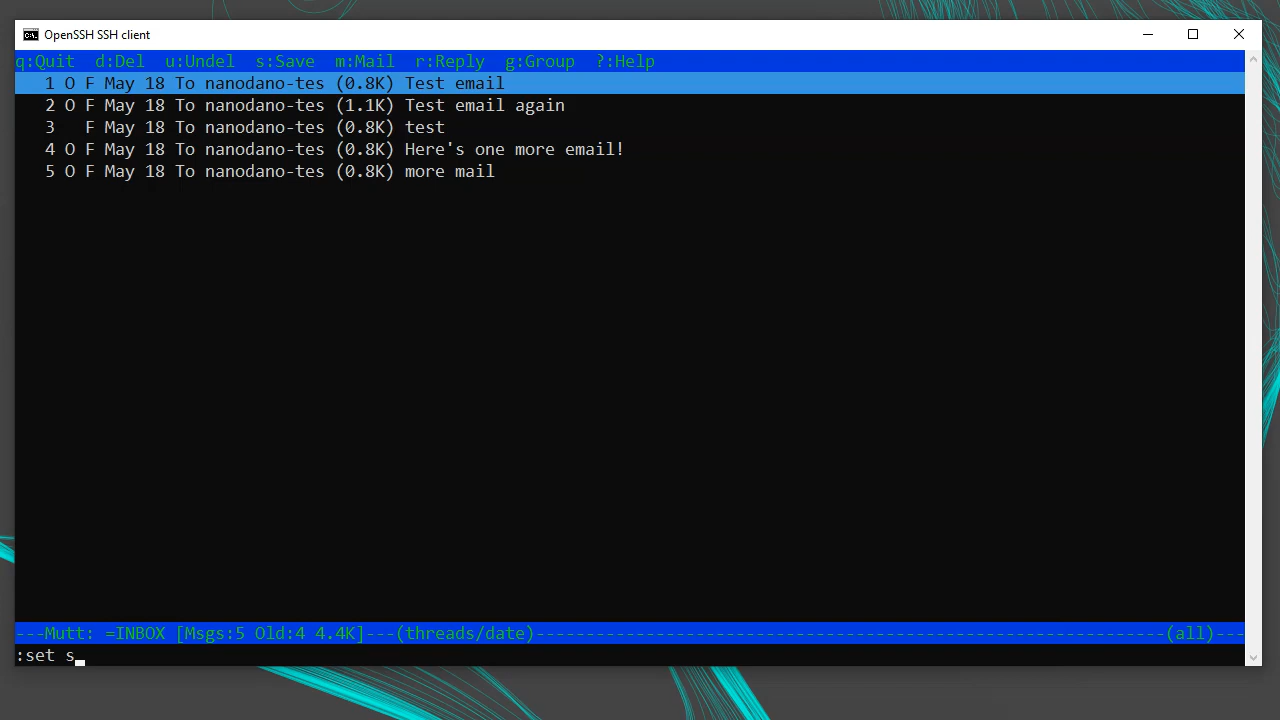 OpenSSH SSH client
q:Quit  d:Del  u:Undel  s:Save  m:Mail  r:Reply  g:Group  ?:Help
1 O F May 18 To nanodano-tes (0.8K) Test email
2 O F May 18 To nanodano-tes (1.1K) Test email again
3   F May 18 To nanodano-tes (0.8K) test
4 O F May 18 To nanodano-tes (0.8K) Here's one more email!
5 O F May 18 To nanodano-tes (0.8K) more mail
---Mutt: =INBOX [Msgs:5 Old:4 4.4K]---(threads/date)---------------------------------------------------------------(all)---
:set s